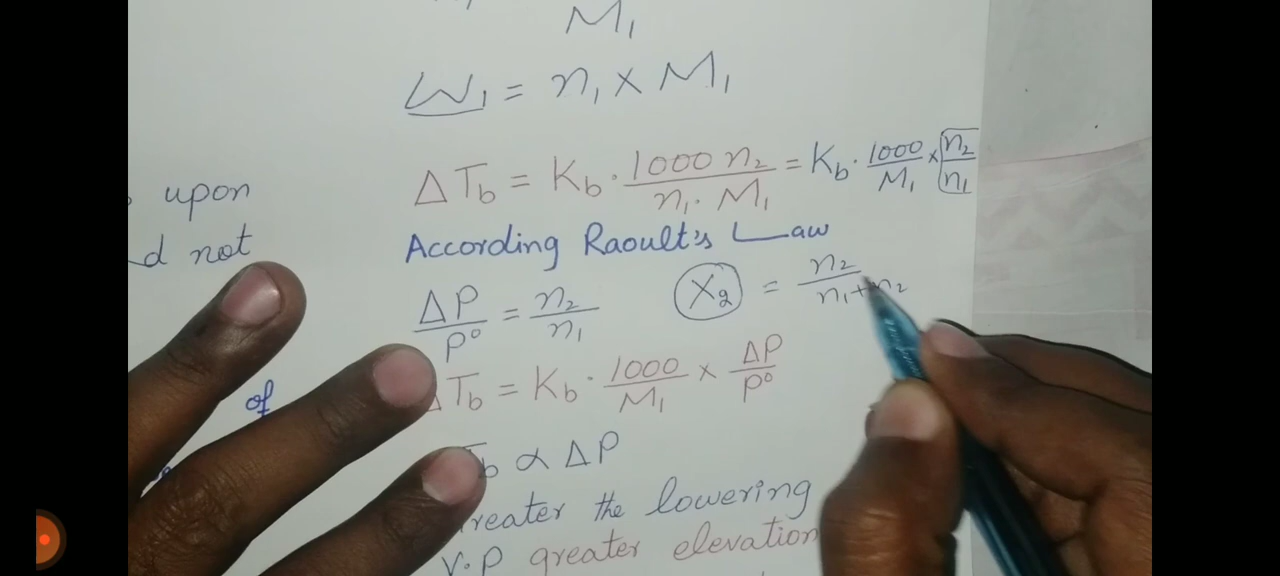 M₁
W₁ = n₁ × M₁
ΔT_b = K_b · 1000 n₂ / n₁ · M₁ = K_b · 1000 / M₁ × n₂ / n₁
upon
not
According Raoult's Law
ΔP / P° = n₂ / n₁
X₂ = n₂ / n₁ + n₂
T_b = K_b · 1000 / M₁ × ΔP / P°
of
b ∝ ΔP
reater the lowering
V.P greater elevation